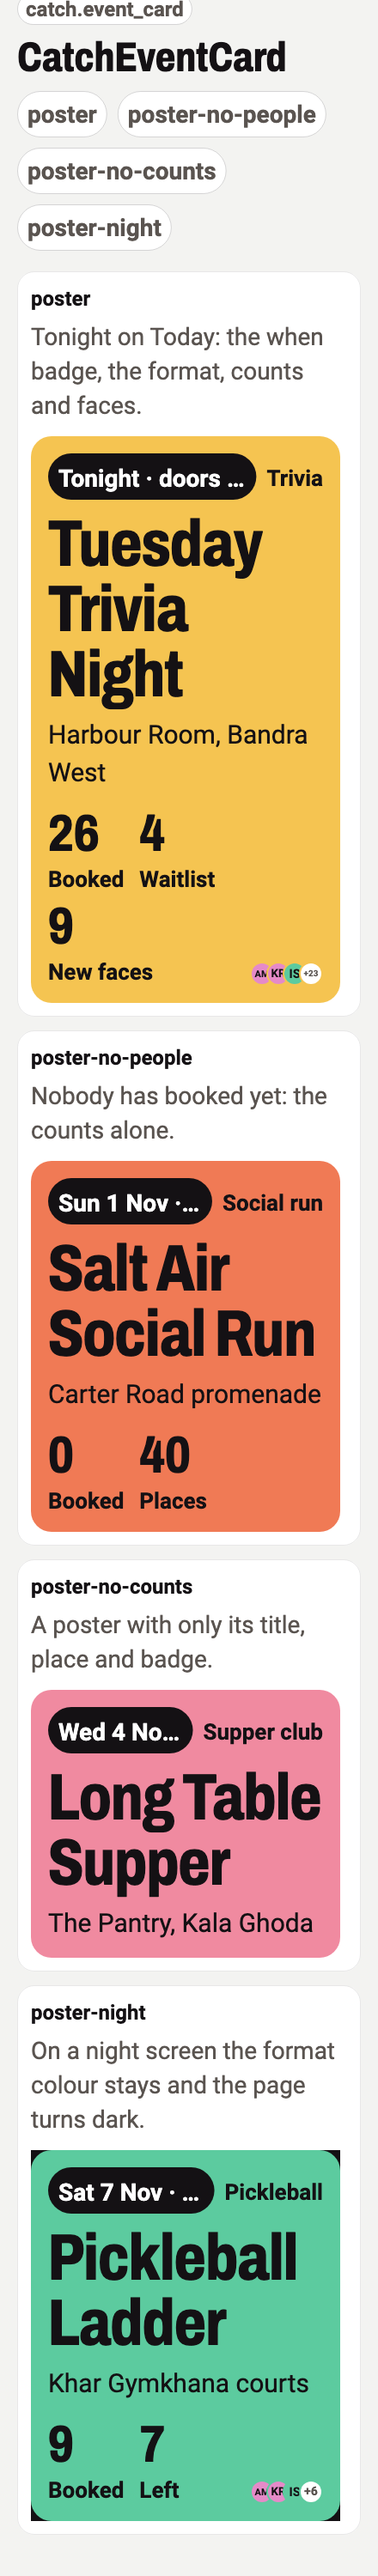 catch.event_card
CatchEventCard
poster
poster-no-people
poster-no-counts
poster-night
poster
Tonight on Today: the when
badge, the format, counts
and faces.
Tonight · doors ...
Trivia
Tuesday
Trivia
Night
Harbour Room, Bandra
West
26 4
Booked Waitlist
9
New faces
IS +23
poster-no-people
Nobody has booked yet: the
counts alone.
Sun 1 Nov ·...
Social run
Salt Air
Social Run
Carter Road promenade
0 40
Booked Places
poster-no-counts
A poster with only its title,
place and badge.
Wed 4 No...
Supper club
Long Table
Supper
The Pantry, Kala Ghoda
poster-night
On a night screen the format
colour stays and the page
turns dark.
Sat 7 Nov · ...
Pickleball
Pickleball
Ladder
Khar Gymkhana courts
9 7
Booked Left
IS +6